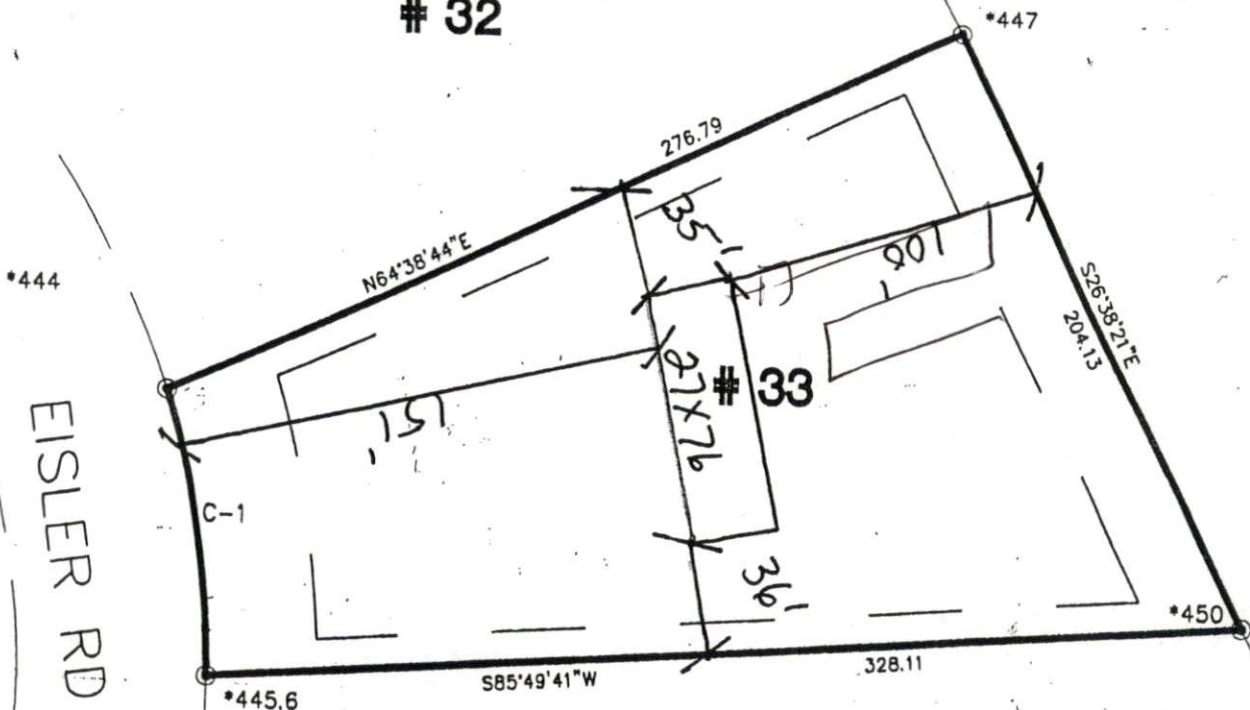 # 32
*447
276.79
35'
N64°38'44"E
100'
*444
S26°38'21"E
204.13
27X76
# 33
151'
EISLER RD
C-1
36'
*450
328.11
S85°49'41"W
*445,6